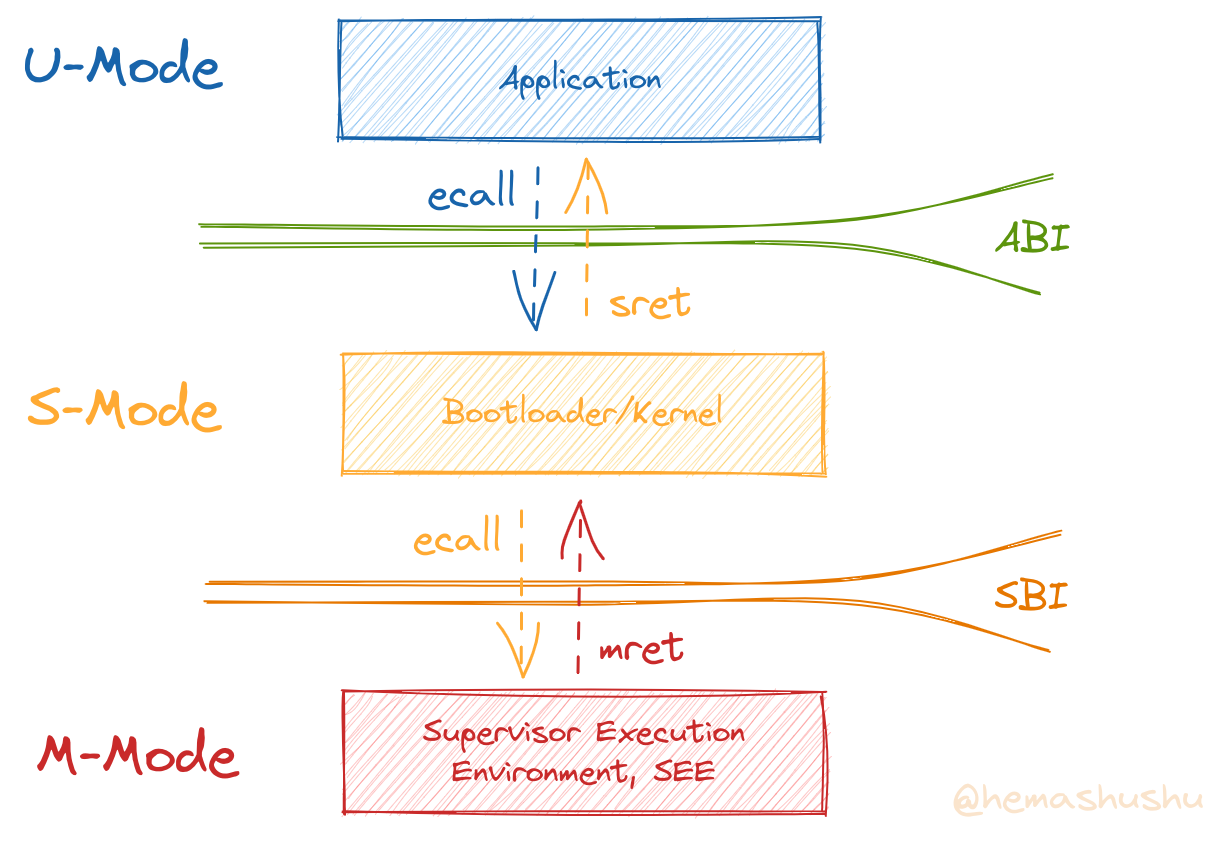 U-Mode
Application
ecall
ABI
sret
S-Mode
Bootloader/Kernel
ecall
SBI
mret
M-Mode
Supervisor Execution
Environment, SEE
@hemashushu